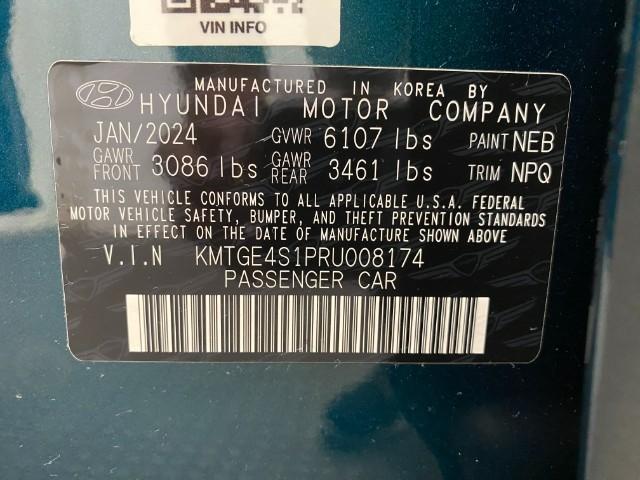 VIN INFO
MANUFACTURED IN KOREA BY
HYUNDAI MOTOR COMPANY
JAN/2024 GVWR 6107 lbs PAINT NEB
GAWR FRONT 3086 lbs GAWR REAR 3461 lbs TRIM NPQ
THIS VEHICLE CONFORMS TO ALL APPLICABLE U.S.A. FEDERAL
MOTOR VEHICLE SAFETY, BUMPER, AND THEFT PREVENTION STANDARDS
IN EFFECT ON THE DATE OF MANUFACTURE SHOWN ABOVE
V.I.N KMTGE4S1PRU008174
PASSENGER CAR